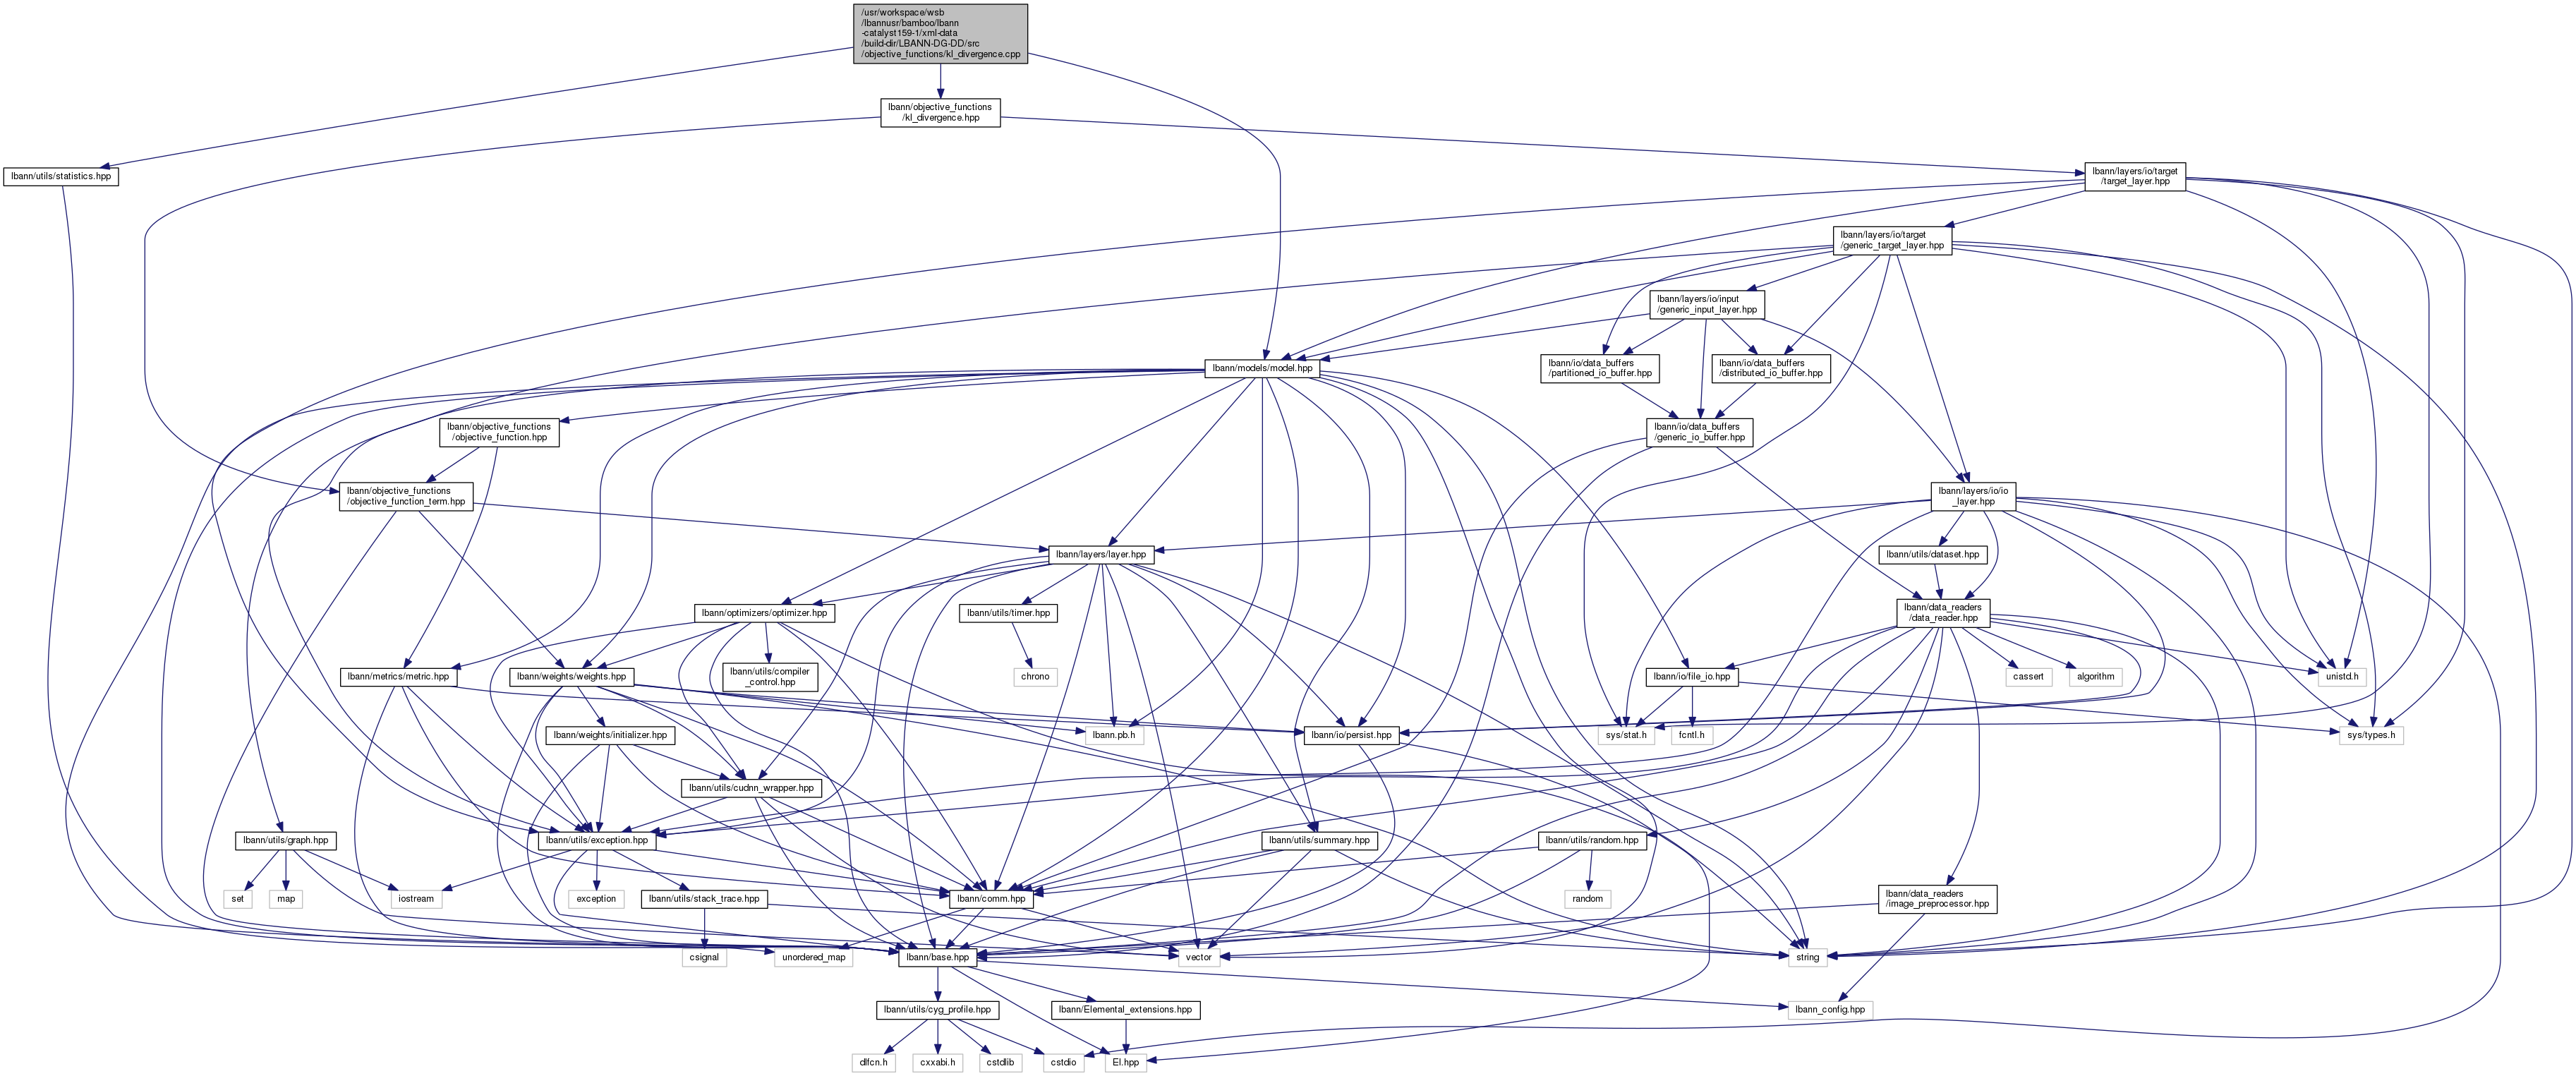 /usr/workspace/wsb
/lbannusr/bamboo/lbann
-catalyst159-1/xml-data
/build-dir/LBANN-DG-DD/src
/objective_functions/kl_divergence.cpp
lbann/objective_functions
/kl_divergence.hpp
lbann/utils/statistics.hpp
lbann/layers/io/target
/target_layer.hpp
lbann/layers/io/target
/generic_target_layer.hpp
lbann/layers/io/input
/generic_input_layer.hpp
lbann/models/model.hpp
lbann/io/data_buffers
/partitioned_io_buffer.hpp
lbann/io/data_buffers
/distributed_io_buffer.hpp
lbann/objective_functions
/objective_function.hpp
lbann/io/data_buffers
/generic_io_buffer.hpp
lbann/objective_functions
/objective_function_term.hpp
lbann/layers/io/io
_layer.hpp
lbann/layers/layer.hpp
lbann/utils/dataset.hpp
lbann/optimizers/optimizer.hpp
lbann/utils/timer.hpp
lbann/data_readers
/data_reader.hpp
lbann/metrics/metric.hpp
lbann/weights/weights.hpp
lbann/utils/compiler
_control.hpp
chrono
lbann/io/file_io.hpp
cassert
algorithm
unistd.h
lbann/weights/initializer.hpp
lbann.pb.h
lbann/io/persist.hpp
sys/stat.h
fcntl.h
sys/types.h
lbann/utils/cudnn_wrapper.hpp
lbann/utils/graph.hpp
lbann/utils/exception.hpp
lbann/utils/summary.hpp
lbann/utils/random.hpp
set
map
iostream
exception
lbann/utils/stack_trace.hpp
lbann/comm.hpp
random
lbann/data_readers
/image_preprocessor.hpp
csignal
unordered_map
lbann/base.hpp
vector
string
lbann/utils/cyg_profile.hpp
lbann/Elemental_extensions.hpp
lbann_config.hpp
dlfcn.h
cxxabi.h
cstdlib
cstdio
El.hpp